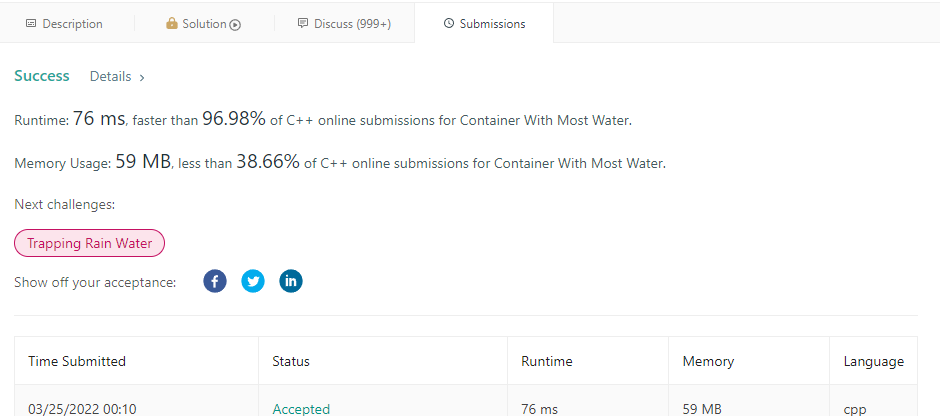 Description Solution Discuss (999+) Submissions
Success Details >
Runtime: 76 ms, faster than 96.98% of C++ online submissions for Container With Most Water.
Memory Usage: 59 MB, less than 38.66% of C++ online submissions for Container With Most Water.
Next challenges:
Trapping Rain Water
Show off your acceptance: f in
Time Submitted Status Runtime Memory Language
03/25/2022 00:10 Accepted 76 ms 59 MB cpp